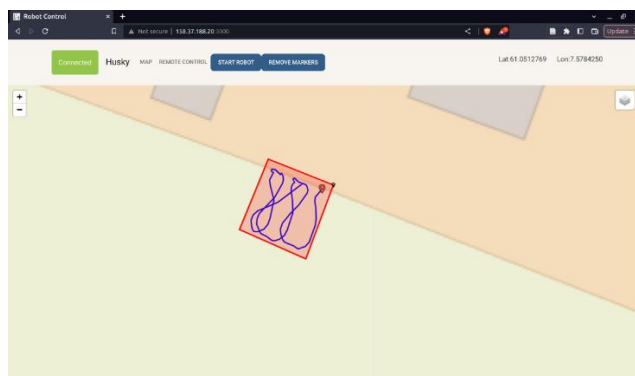 Robot Control
Not secure | 158.37.188.20:3000
Update
Connected
Husky
MAP
REMOTE CONTROL
START ROBOT
REMOVE MARKERS
Lat:61.0512769
Lon:7.5784250
+
−